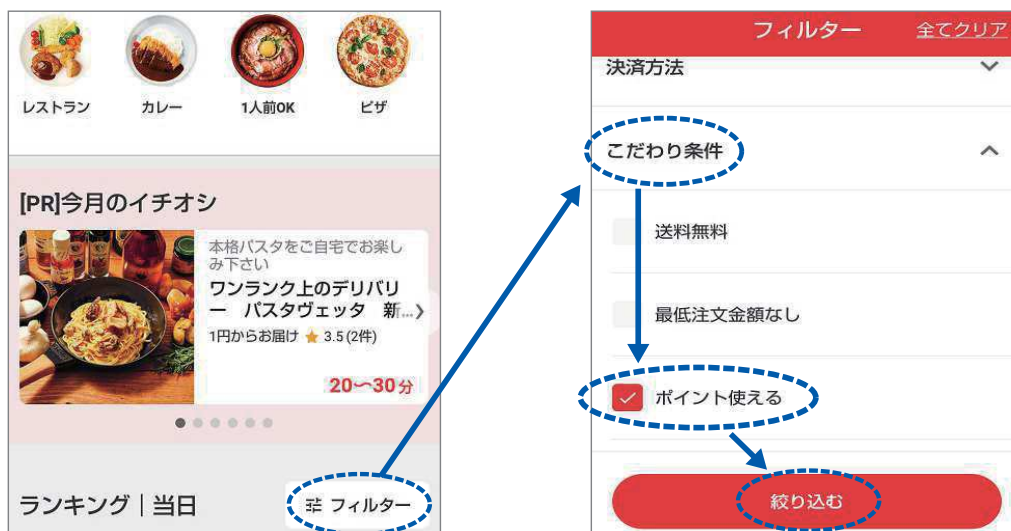 レストラン
カレー
1人前OK
ピザ
[PR]今月のイチオシ
本格パスタをご自宅でお楽し
み下さい
ワンランク上のデリバリ
ー パスタヴェッタ 新...
1円からお届け ★ 3.5 (2件)
20〜30分
ランキング｜当日
フィルター
フィルター
全てクリア
決済方法
こだわり条件
送料無料
最低注文金額なし
ポイント使える
絞り込む